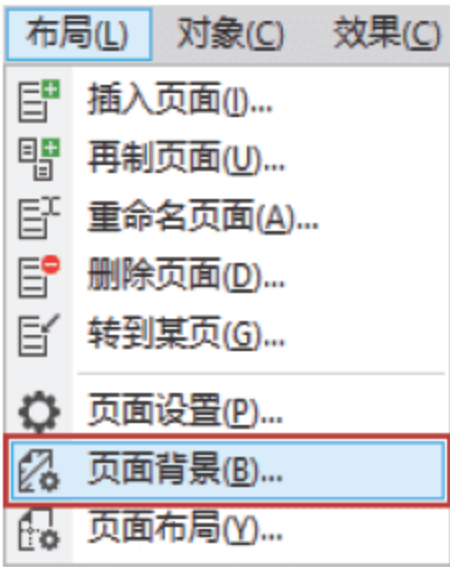 布局(L) 对象(C) 效果(C)
插入页面(I)...
再制页面(U)...
重命名页面(A)...
删除页面(D)...
转到某页(G)...
页面设置(P)...
页面背景(B)...
页面布局(Y)...